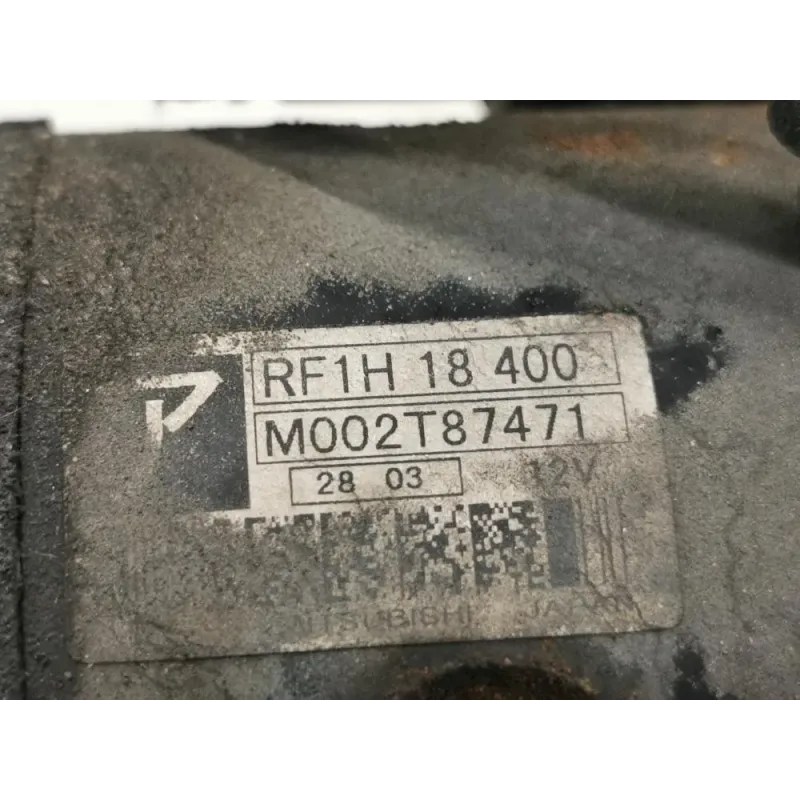 RF1H 18 400
M002T87471
28 03 12V
MITSUBISHI JAPAN